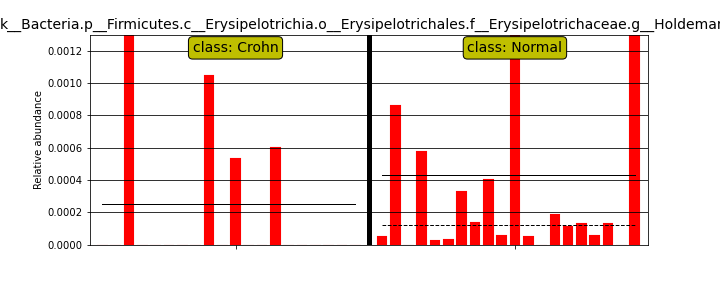 k__Bacteria.p__Firmicutes.c__Erysipelotrichia.o__Erysipelotrichales.f__Erysipelotrichaceae.g__Holdeman
class: Crohn
class: Normal
Relative abundance
0.0012
0.0010
0.0008
0.0006
0.0004
0.0002
0.0000